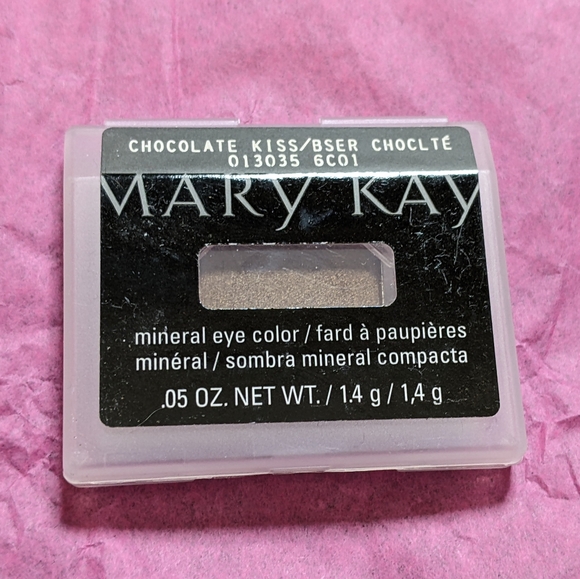 CHOCOLATE KISS/BSER CHOCLTÉ
013035 6C01
MARY KAY
mineral eye color / fard à paupières
minéral / sombra mineral compacta
.05 OZ. NET WT. / 1.4 g / 1,4 g